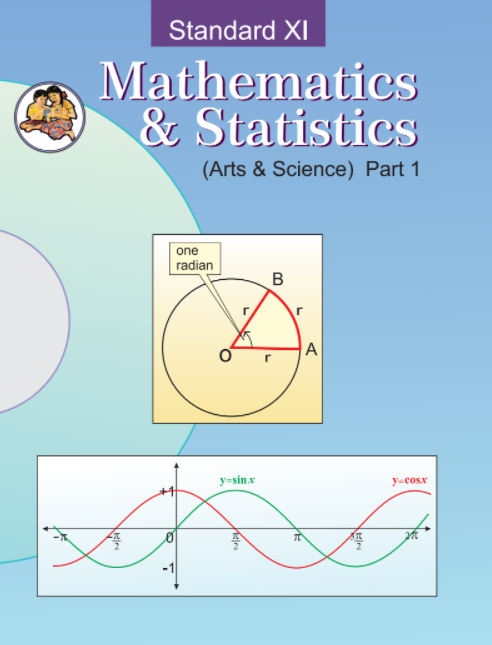 Standard XI
Mathematics
& Statistics
(Arts & Science) Part 1
one
radian
B
r
r
O
r
A
y=sin x
y=cosx
+1
-π
-π/2
0
π/2
π
3π/2
2π
-1